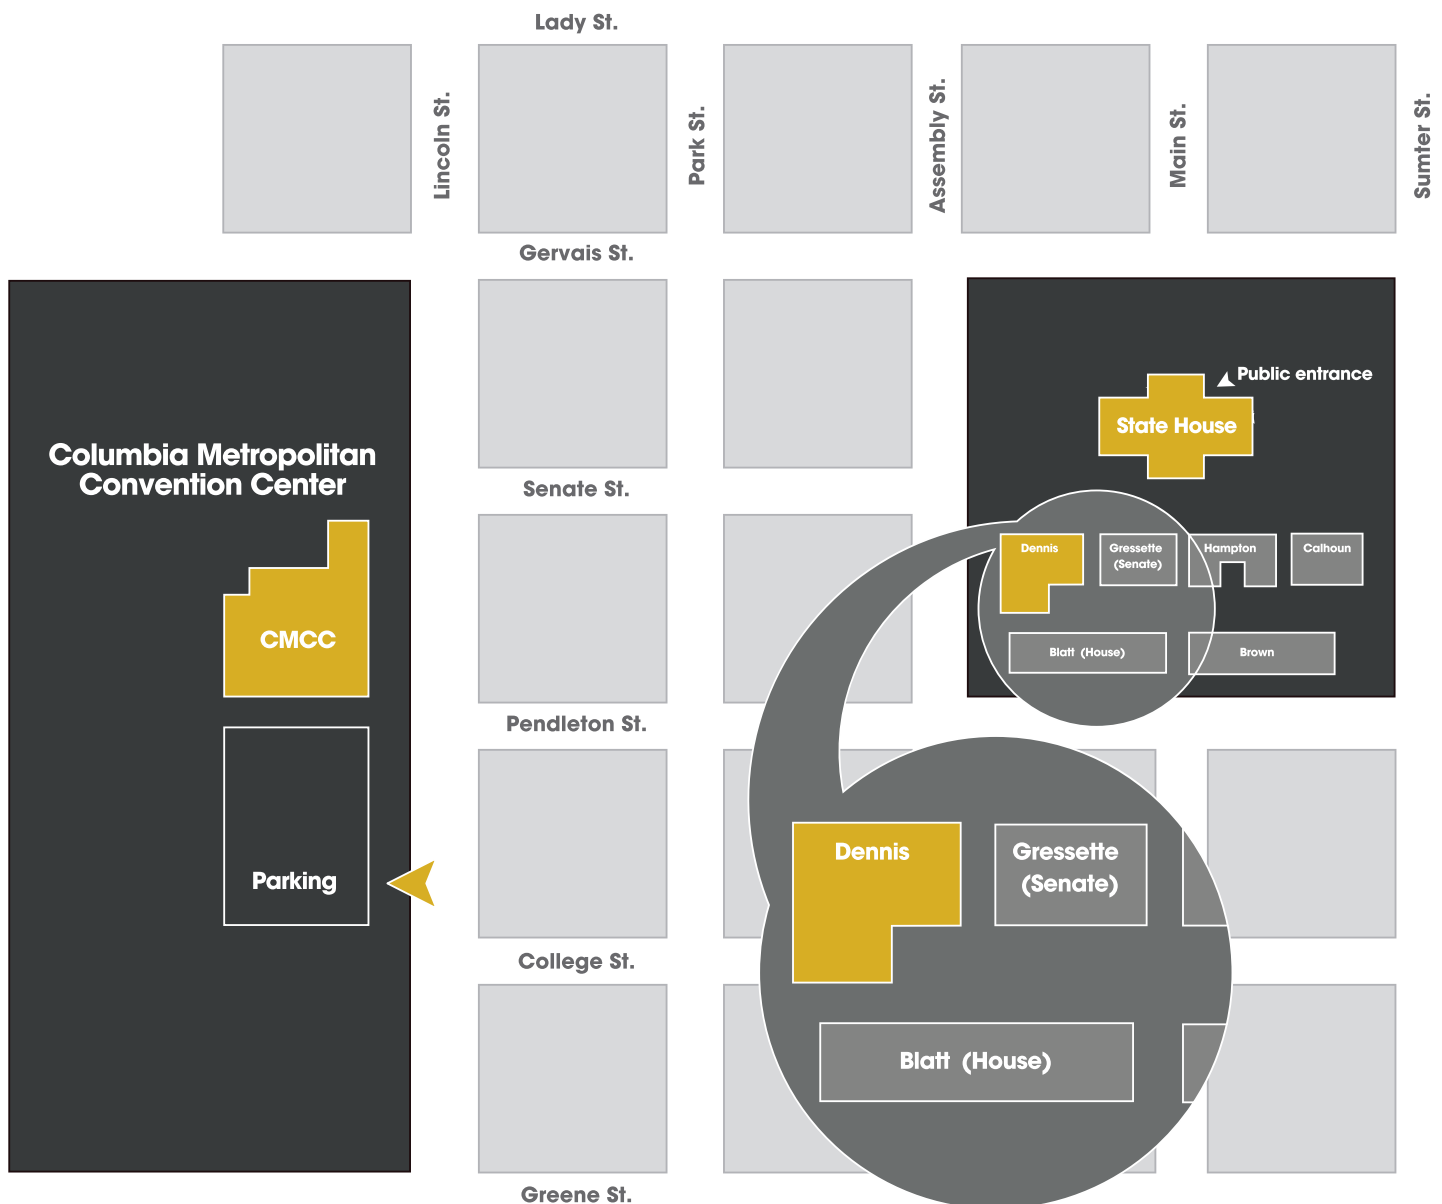 Lady St.
Lincoln St.
Park St.
Assembly St.
Main St.
Sumter St.
Gervais St.
Public entrance
State House
Columbia Metropolitan
Convention Center
Senate St.
Dennis
Gressette
(Senate)
Hampton
Calhoun
CMCC
Blatt (House)
Brown
Pendleton St.
Dennis
Gressette
(Senate)
Parking
College St.
Blatt (House)
Greene St.